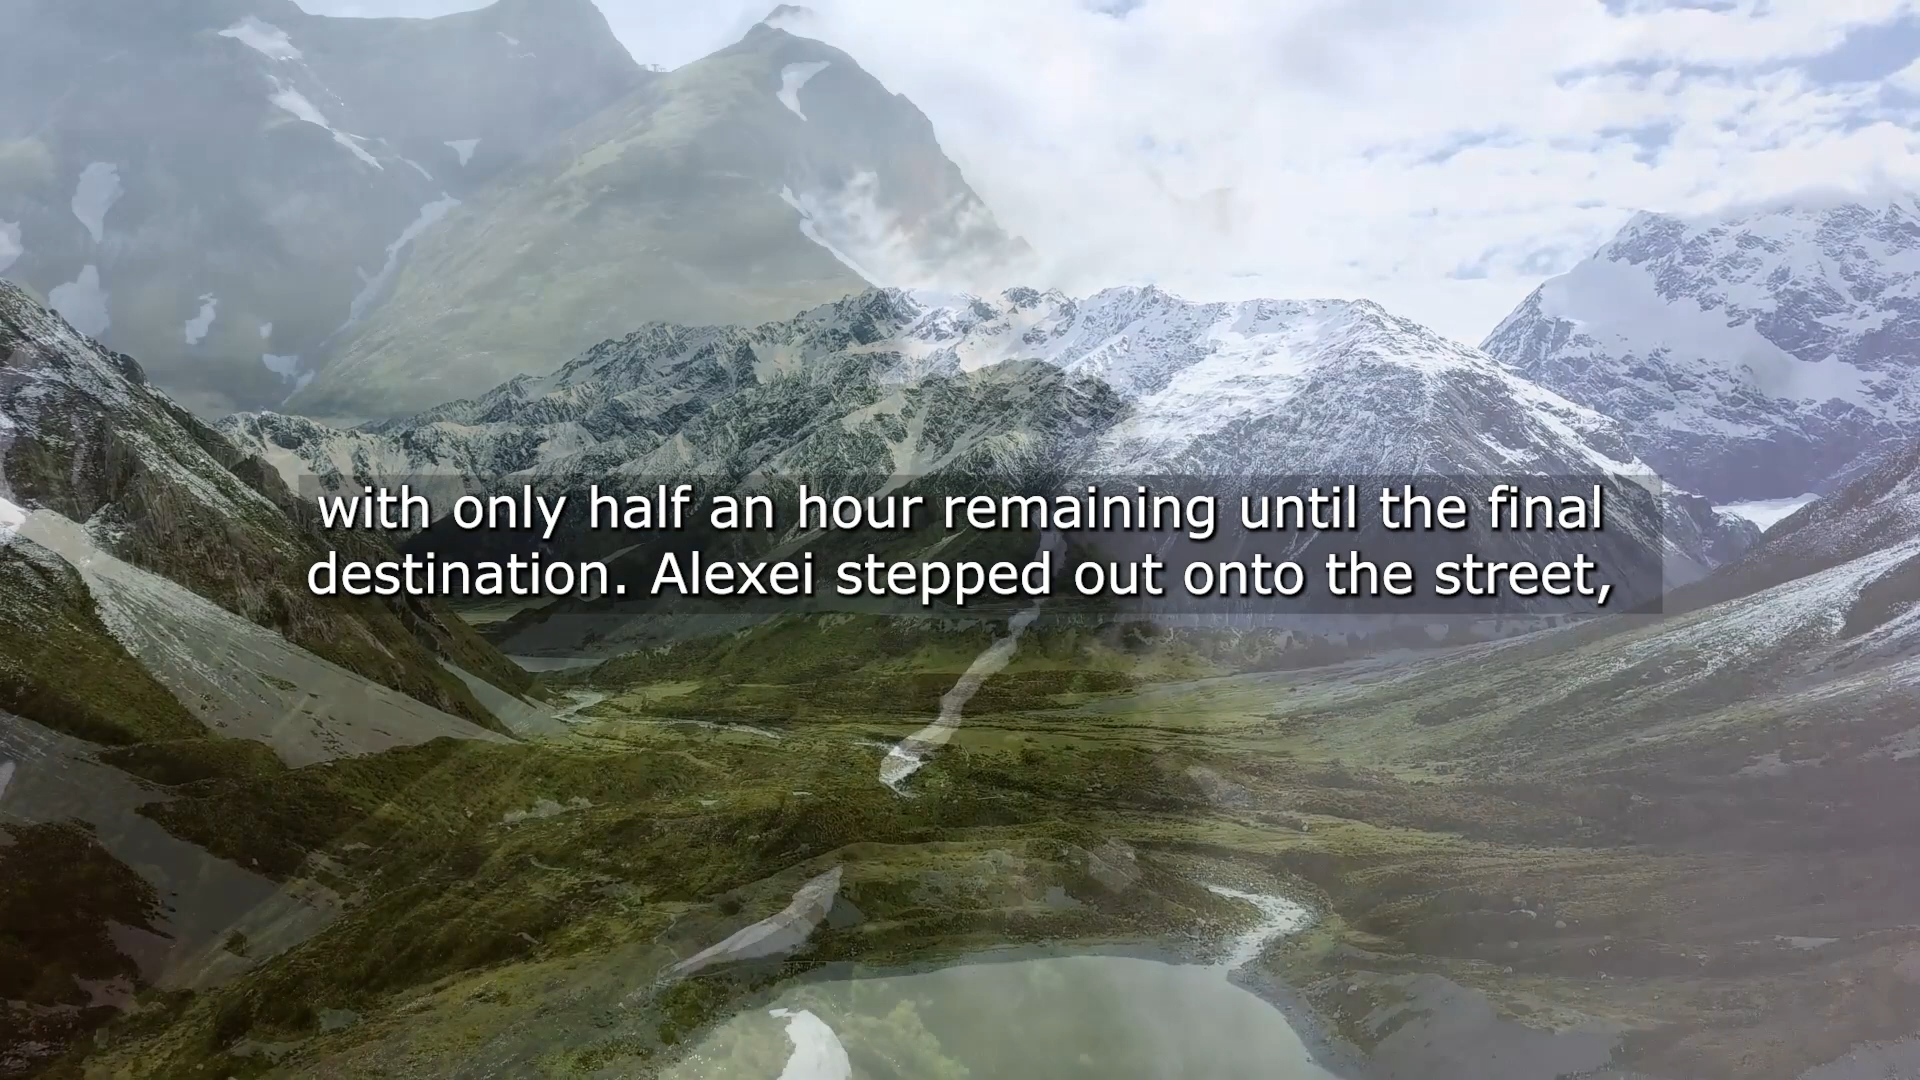 with only half an hour remaining until the final
destination. Alexei stepped out onto the street,